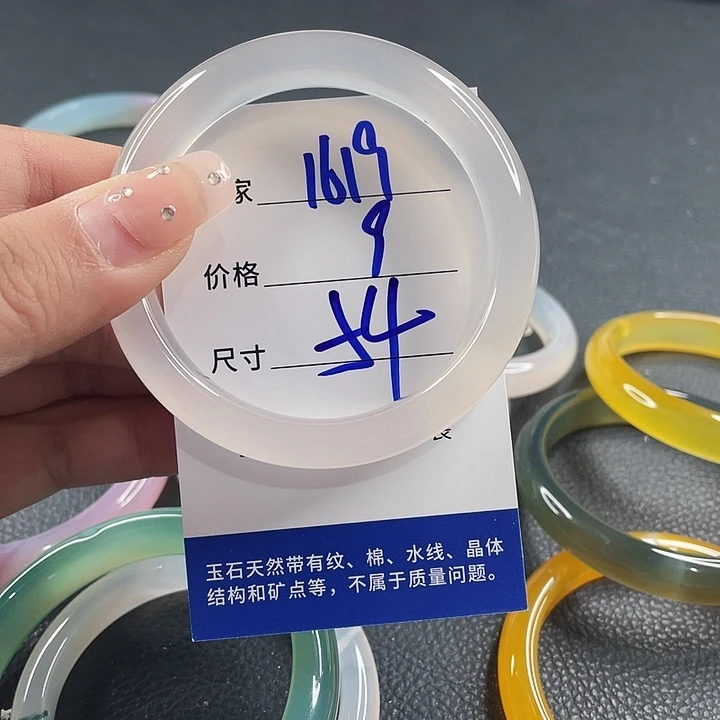 家 1619
价格 9
尺寸 54
玉石天然带有纹、棉、水线、晶体
结构和矿点等，不属于质量问题。